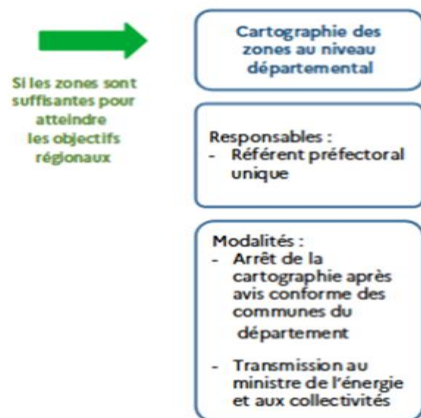 Si les zones sont
suffisantes pour
atteindre
les objectifs
régionaux
Cartographie des
zones au niveau
départemental
Responsables :
- Référent préfectoral
unique
Modalités :
- Arrêt de la
cartographie après
avis conforme des
communes du
département
- Transmission au
ministre de l'énergie
et aux collectivités